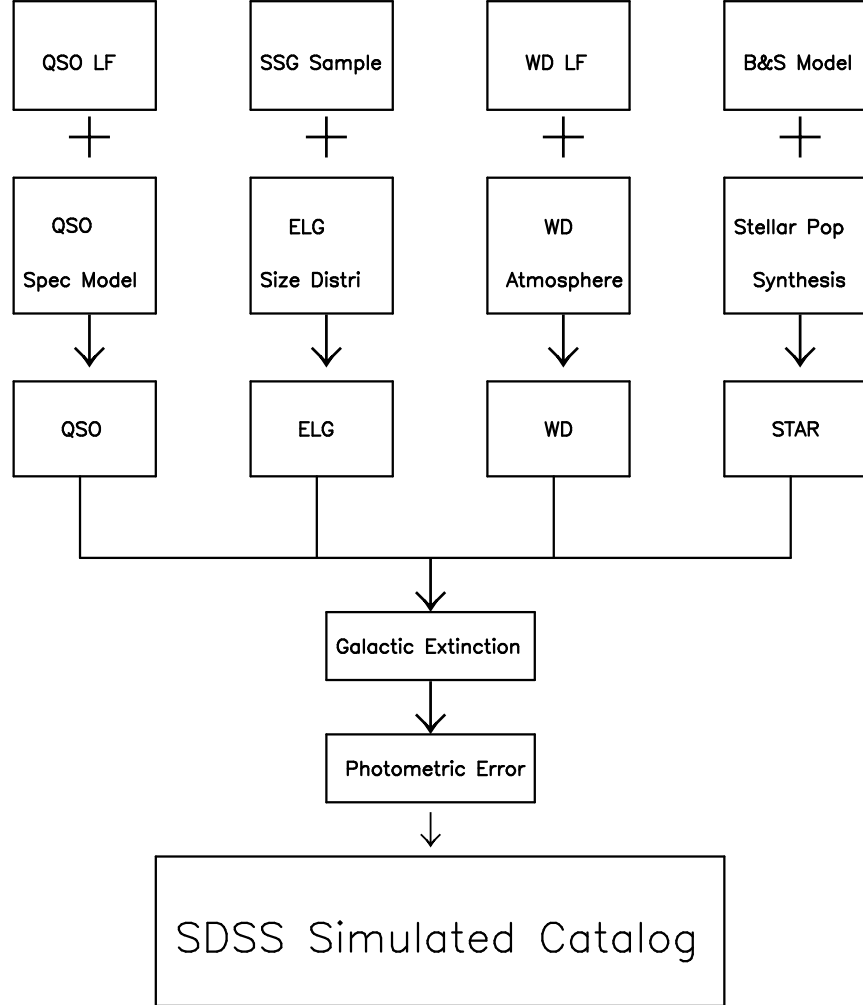 QSO LF
SSG Sample
WD LF
B&S Model
QSO
Spec Model
ELG
Size Distri
WD
Atmosphere
Stellar Pop
Synthesis
QSO
ELG
WD
STAR
Galactic Extinction
Photometric Error
SDSS Simulated Catalog